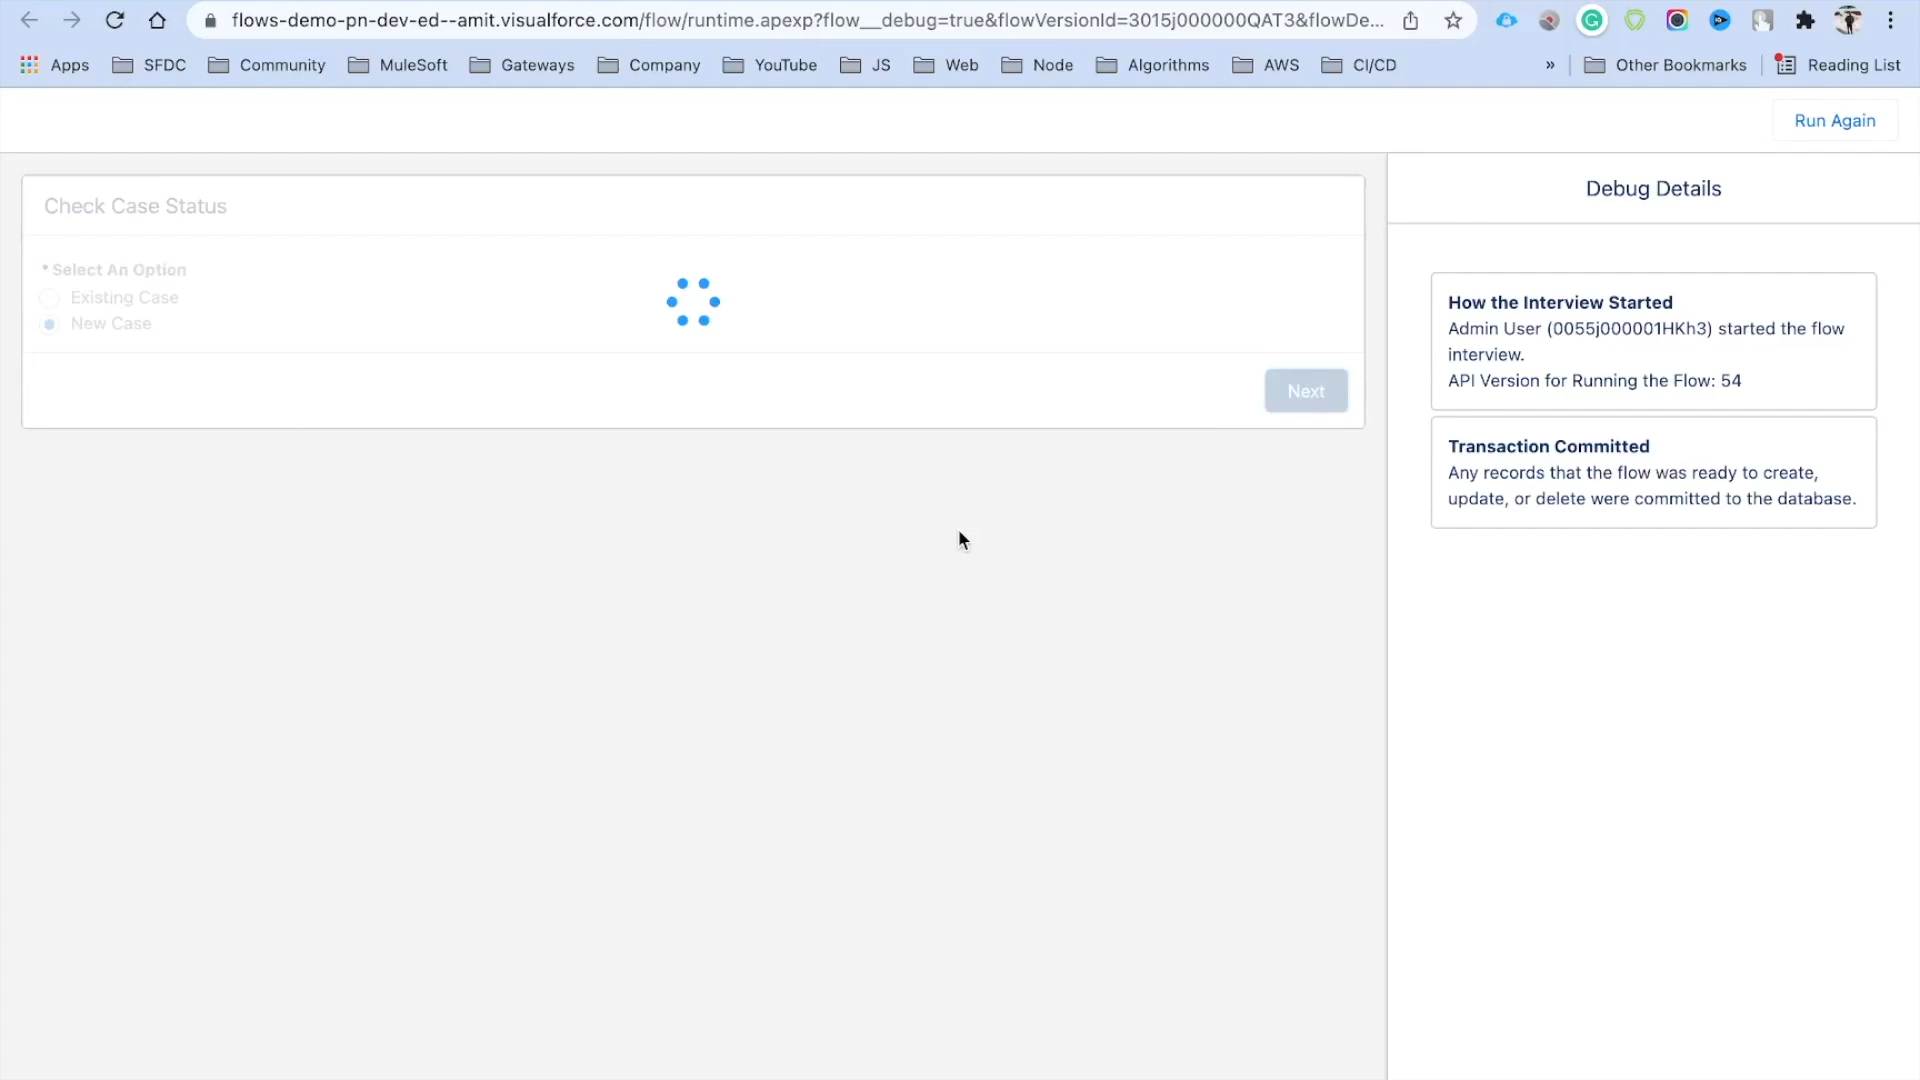 flows-demo-pn-dev-ed--amit.visualforce.com/flow/runtime.apexp?flow__debug=true&flowVersionId=3015j000000QAT3&flowDe...
Apps SFDC Community MuleSoft Gateways Company YouTube JS Web Node Algorithms AWS CI/CD » Other Bookmarks Reading List
Run Again
Check Case Status
* Select An Option
Existing Case
New Case
Next
Debug Details
How the Interview Started
Admin User (0055j000001HKh3) started the flow
interview.
API Version for Running the Flow: 54
Transaction Committed
Any records that the flow was ready to create,
update, or delete were committed to the database.